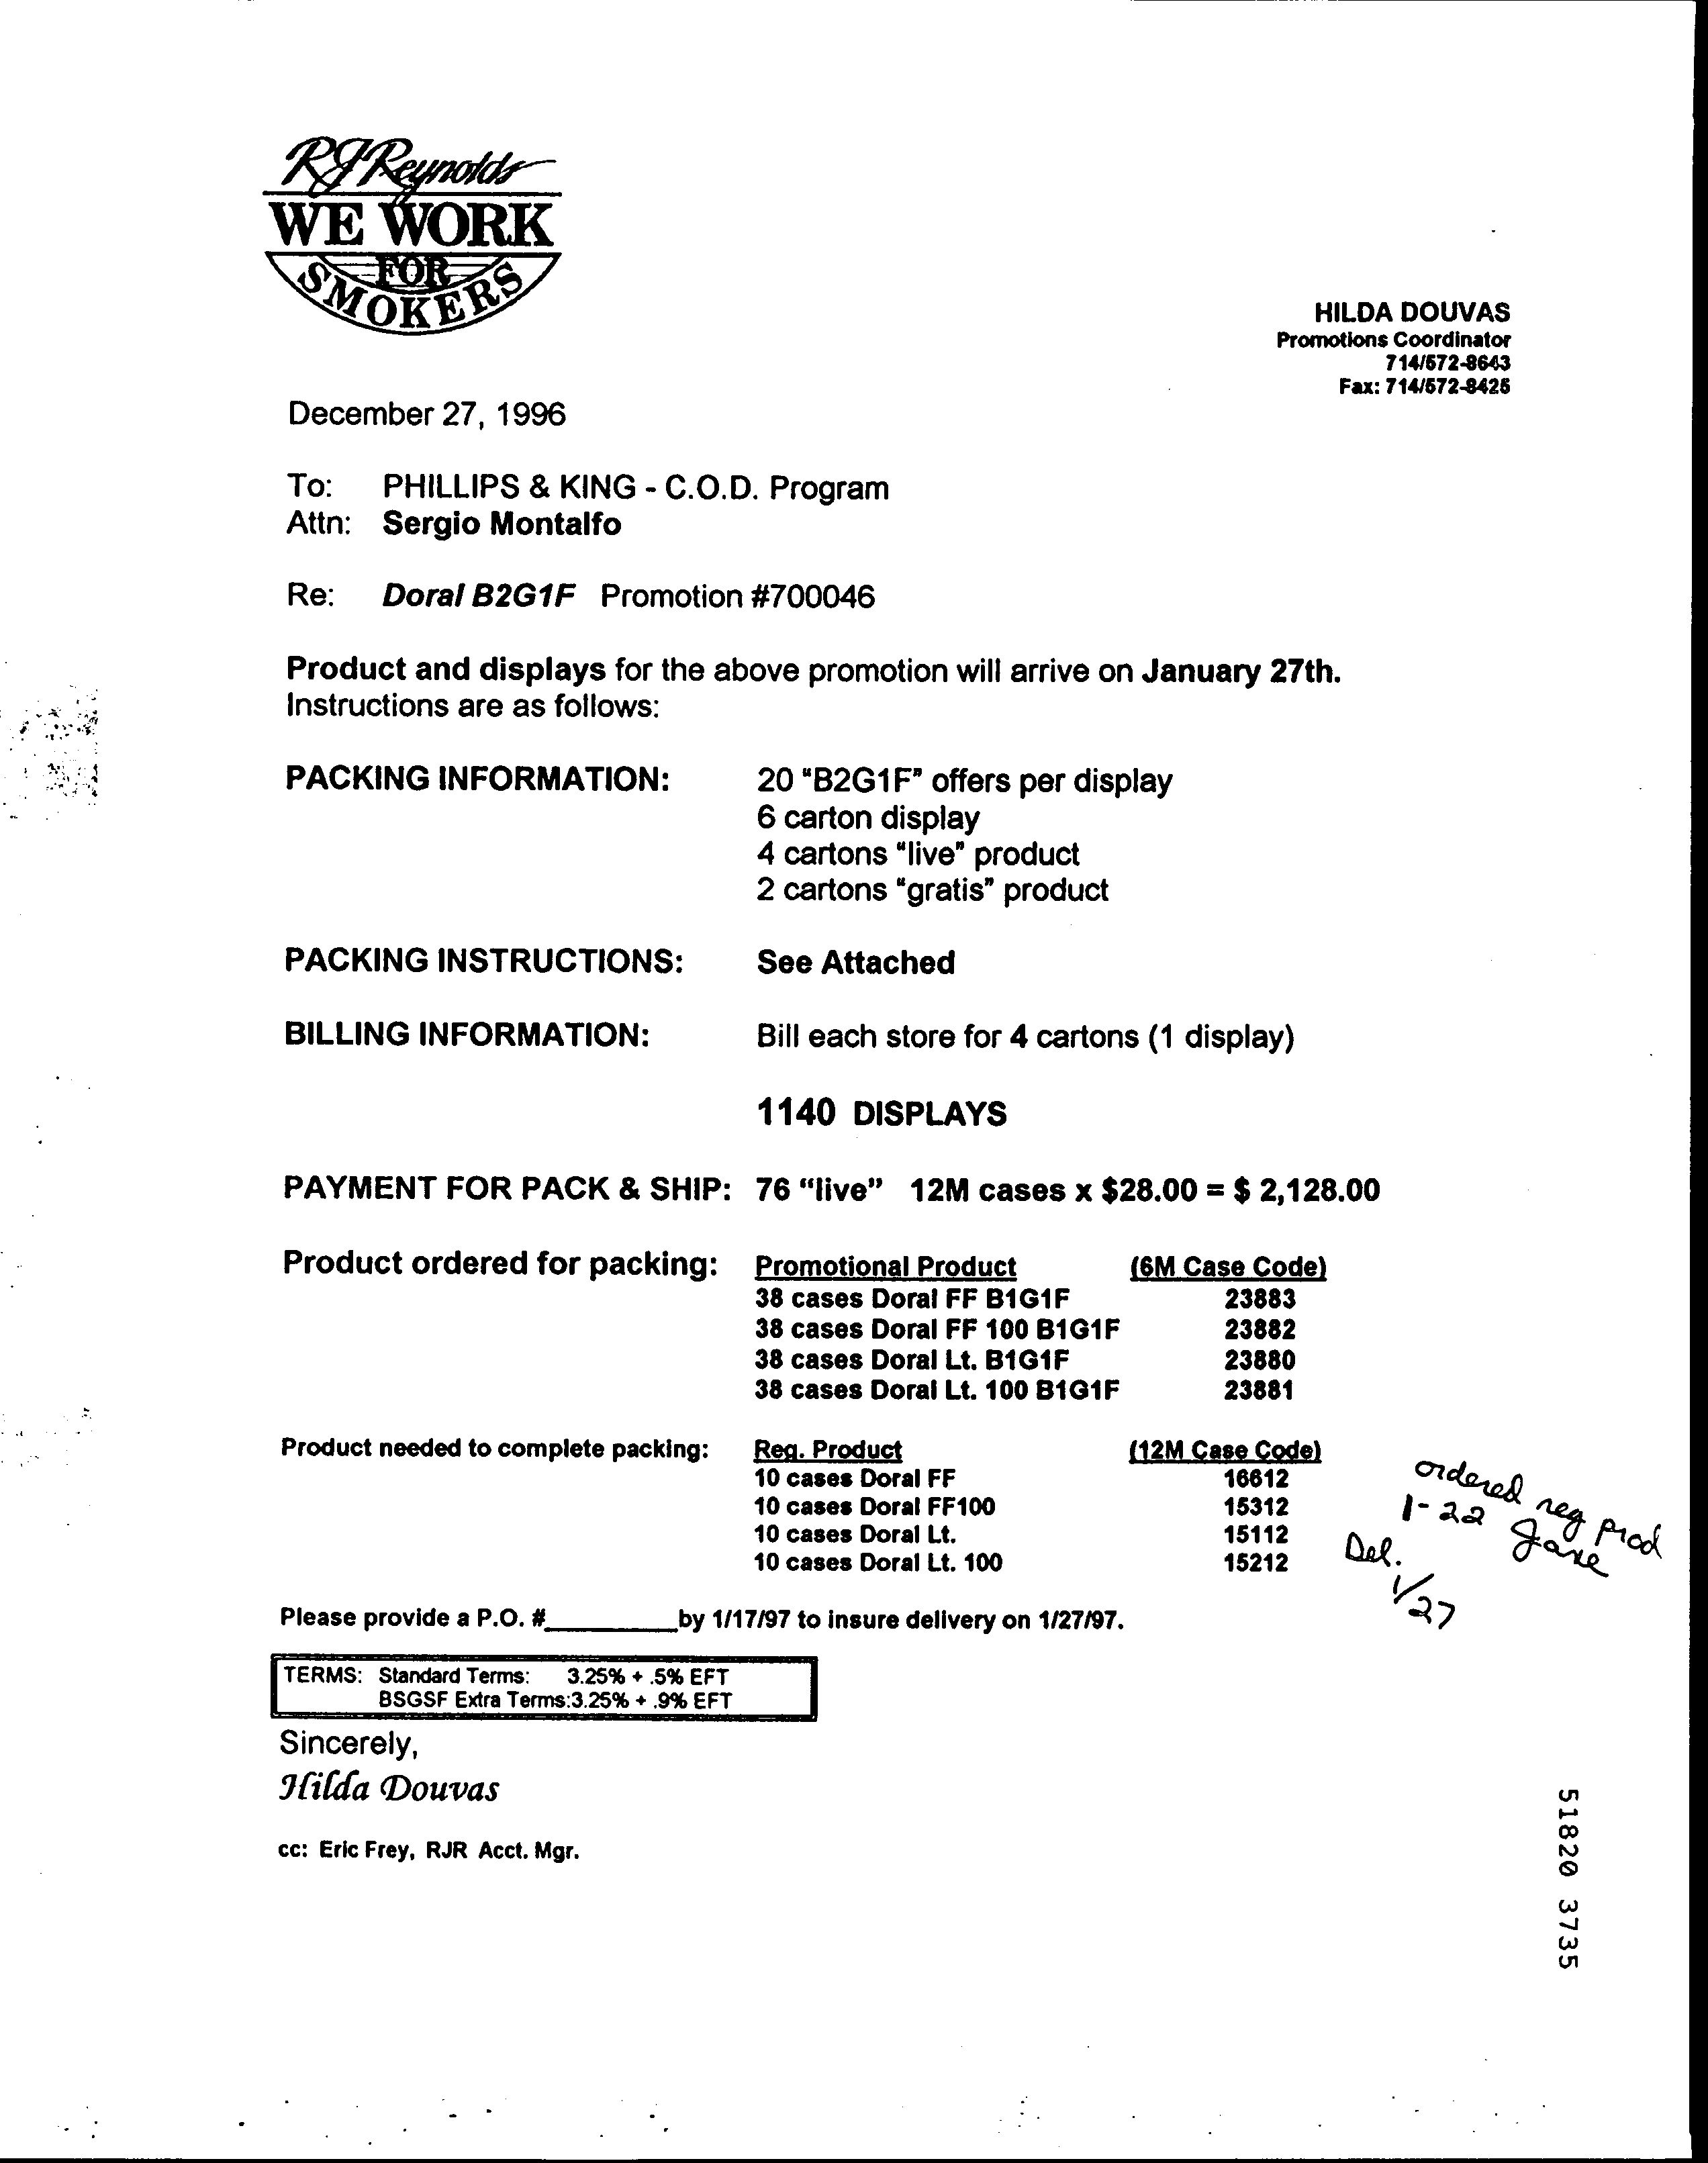 RJReynolds
WE WORK
FOR
SMOKERS
HILDA DOUVAS
Promotions Coordinator
714/572-8643
Fax: 714/572-8425
December 27, 1996
To: PHILLIPS & KING - C.O.D. Program
Attn: Sergio Montalfo
Re: Doral B2G1F Promotion #700046
Product and displays for the above promotion will arrive on January 27th.
Instructions are as follows:
PACKING INFORMATION: 20 "B2G1F" offers per display
6 carton display
4 cartons "live" product
2 cartons "gratis" product
PACKING INSTRUCTIONS: See Attached
BILLING INFORMATION: Bill each store for 4 cartons (1 display)
1140 DISPLAYS
PAYMENT FOR PACK & SHIP: 76 "live" 12M cases x $28.00 = $ 2,128.00
Product ordered for packing: Promotional Product (6M Case Code)
38 cases Doral FF B1G1F 23883
38 cases Doral FF 100 B1G1F 23882
38 cases Doral Lt. B1G1F 23880
38 cases Doral Lt. 100 B1G1F 23881
Product needed to complete packing: Reg. Product (12M Case Code)
10 cases Doral FF 16612
10 cases Doral FF100 15312
10 cases Doral Lt. 15112
10 cases Doral Lt. 100 15212
ordered reg prod
1-22 Jane
Del.
1/27
Please provide a P.O. #________by 1/17/97 to insure delivery on 1/27/97.
TERMS: Standard Terms: 3.25% + .5% EFT
BSGSF Extra Terms:3.25% + .9% EFT
Sincerely,
Hilda Douvas
cc: Eric Frey, RJR Acct. Mgr.
51820 3735